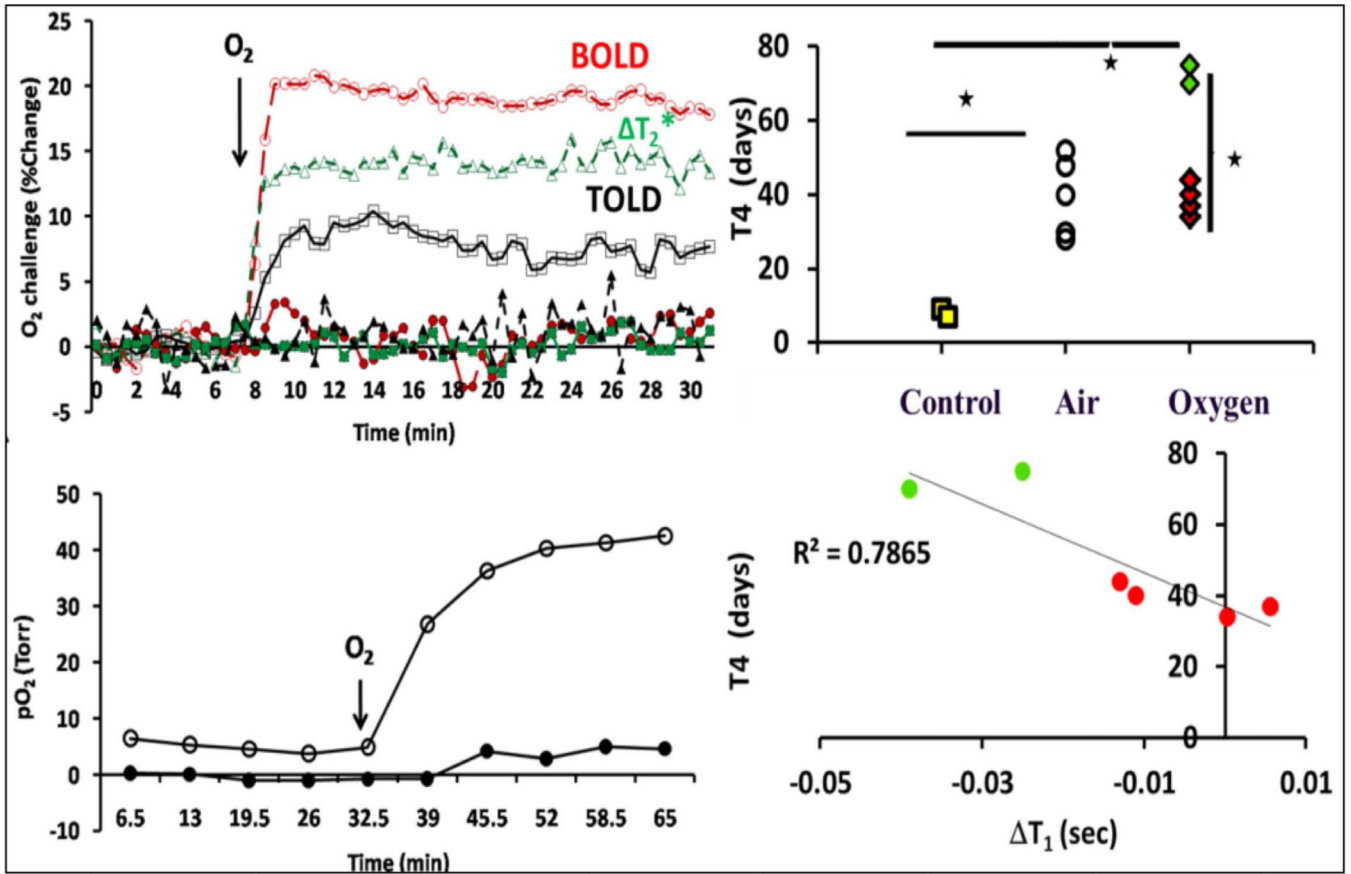 25
20
15
10
5
0
-5
O₂ challenge (%Change)
O₂
BOLD
ΔT₂*
TOLD
0 2 4 6 8 10 12 14 16 18 20 22 24 26 28 30
Time (min)
80
60
40
20
0
T4 (days)
★
★
★
Control Air Oxygen
50
40
30
20
10
0
-10
pO₂ (Torr)
O₂
6.5 13 19.5 26 32.5 39 45.5 52 58.5 65
Time (min)
80
60
40
20
0
T4 (days)
R² = 0.7865
-0.05 -0.03 -0.01 0.01
ΔT₁ (sec)